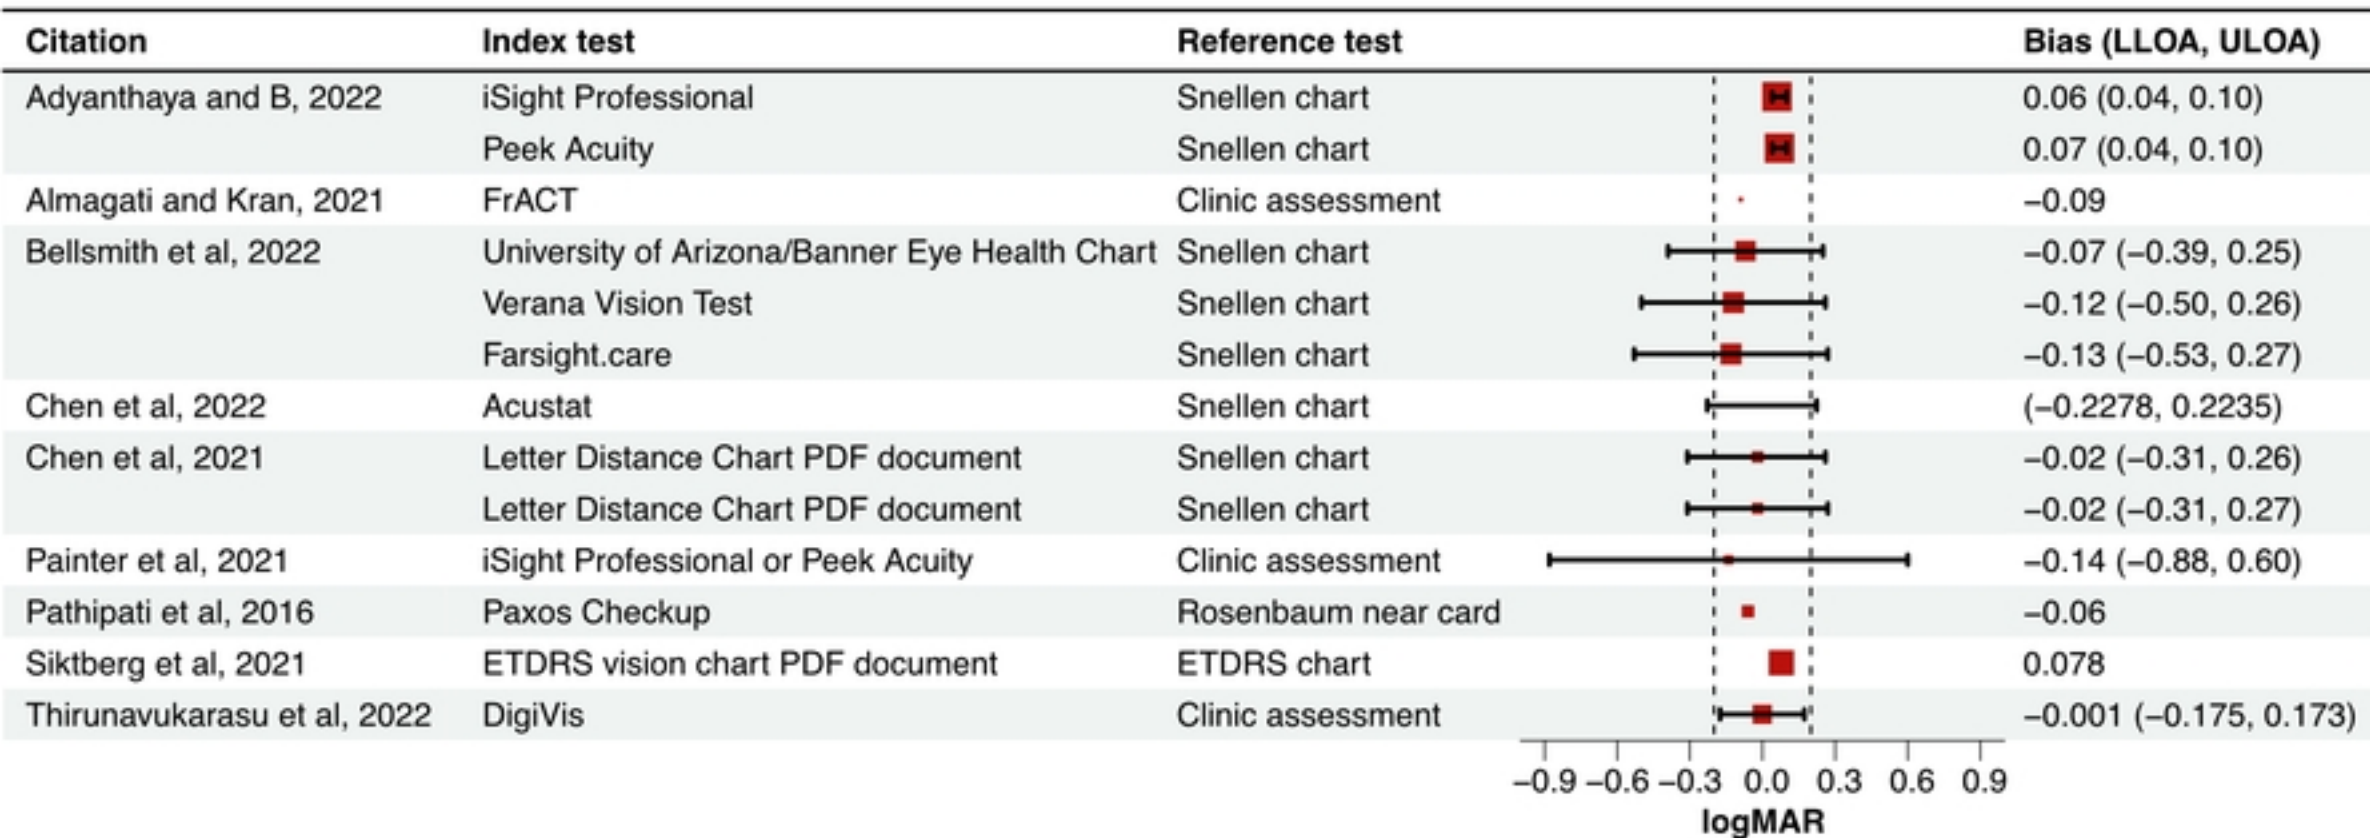 Citation Index test Reference test Bias (LLOA, ULOA)
Adyanthaya and B, 2022 iSight Professional Snellen chart 0.06 (0.04, 0.10)
Peek Acuity Snellen chart 0.07 (0.04, 0.10)
Almagati and Kran, 2021 FrACT Clinic assessment −0.09
Bellsmith et al, 2022 University of Arizona/Banner Eye Health Chart Snellen chart −0.07 (−0.39, 0.25)
Verana Vision Test Snellen chart −0.12 (−0.50, 0.26)
Farsight.care Snellen chart −0.13 (−0.53, 0.27)
Chen et al, 2022 Acustat Snellen chart (−0.2278, 0.2235)
Chen et al, 2021 Letter Distance Chart PDF document Snellen chart −0.02 (−0.31, 0.26)
Letter Distance Chart PDF document Snellen chart −0.02 (−0.31, 0.27)
Painter et al, 2021 iSight Professional or Peek Acuity Clinic assessment −0.14 (−0.88, 0.60)
Pathipati et al, 2016 Paxos Checkup Rosenbaum near card −0.06
Siktberg et al, 2021 ETDRS vision chart PDF document ETDRS chart 0.078
Thirunavukarasu et al, 2022 DigiVis Clinic assessment −0.001 (−0.175, 0.173)
−0.9 −0.6 −0.3 0.0 0.3 0.6 0.9
logMAR